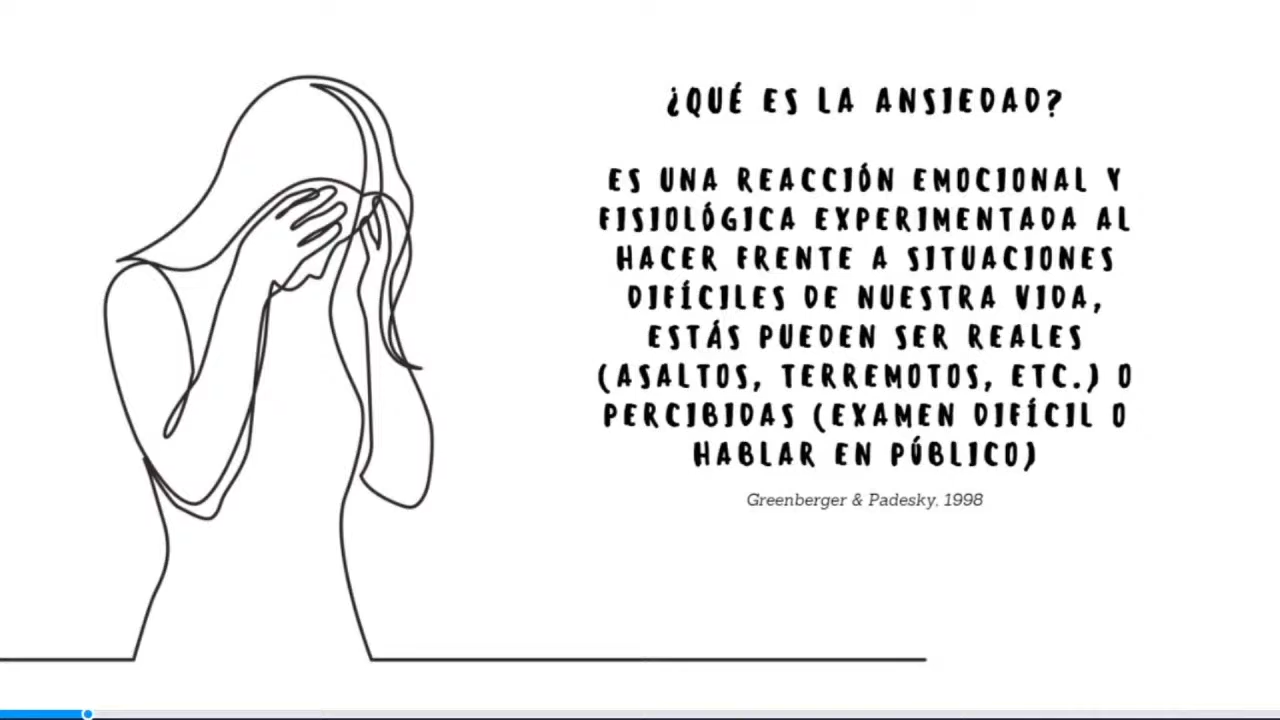 ¿QUÉ ES LA ANSIEDAD?
ES UNA REACCIÓN EMOCIONAL Y
FISIOLÓGICA EXPERIMENTADA AL
HACER FRENTE A SITUACIONES
DIFÍCILES DE NUESTRA VIDA,
ESTÁS PUEDEN SER REALES
(ASALTOS, TERREMOTOS, ETC.) O
PERCIBIDAS (EXAMEN DIFÍCIL O
HABLAR EN PÚBLICO)
Greenberger & Padesky, 1998